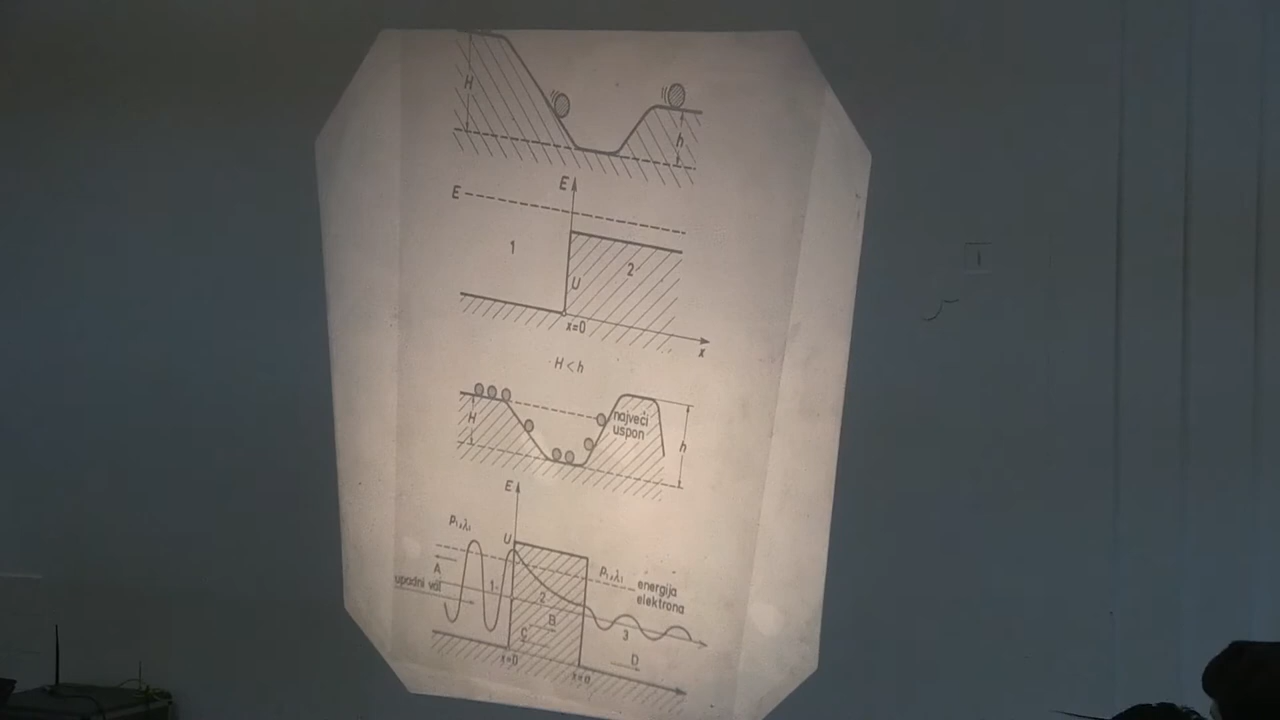 H
h
E
E
1
2
U
x=0
x
H<h
H
najveći
uspon
h
E
P₁,λ₁
U
A
P₁,λ₁ energija
elektrona
upadni val
1
2
B
C
3
D
x=0
x=a